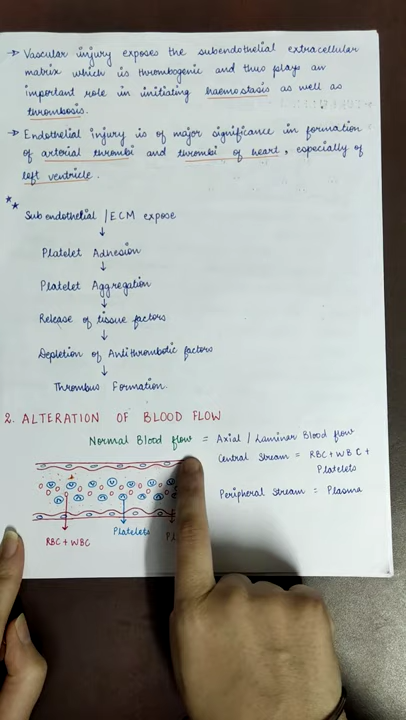 → Vascular injury exposes the subendothelial extracellular
matrix which is thrombogenic and thus plays an
important role in initiating haemostasis as well as
thrombosis.
→ Endothelial injury is of major significance in formation
of arterial thrombi and thrombi of heart, especially of
left ventricle.
** Sub endothelial / ECM expose
↓
Platelet Adhesion
↓
Platelet Aggregation
↓
Release of tissue factors
↓
Depletion of Antithrombotic factors
↓
Thrombus Formation.
2. ALTERATION OF BLOOD FLOW
Normal Blood flow = Axial / Laminar Blood flow
Central Stream = RBC + WBC +
Platelets
Peripheral Stream = Plasma
Platelets
RBC + WBC